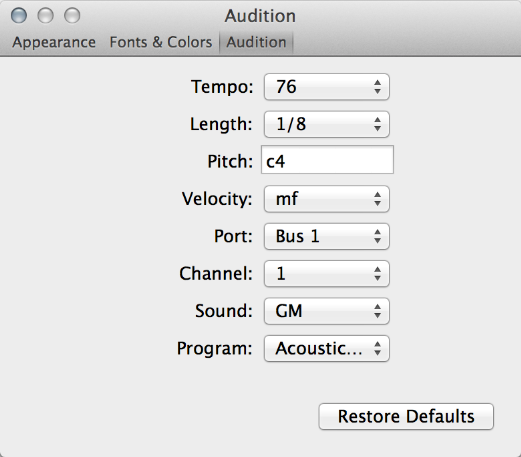 Audition
Appearance Fonts & Colors Audition
Tempo: 76
Length: 1/8
Pitch: c4
Velocity: mf
Port: Bus 1
Channel: 1
Sound: GM
Program: Acoustic...
Restore Defaults